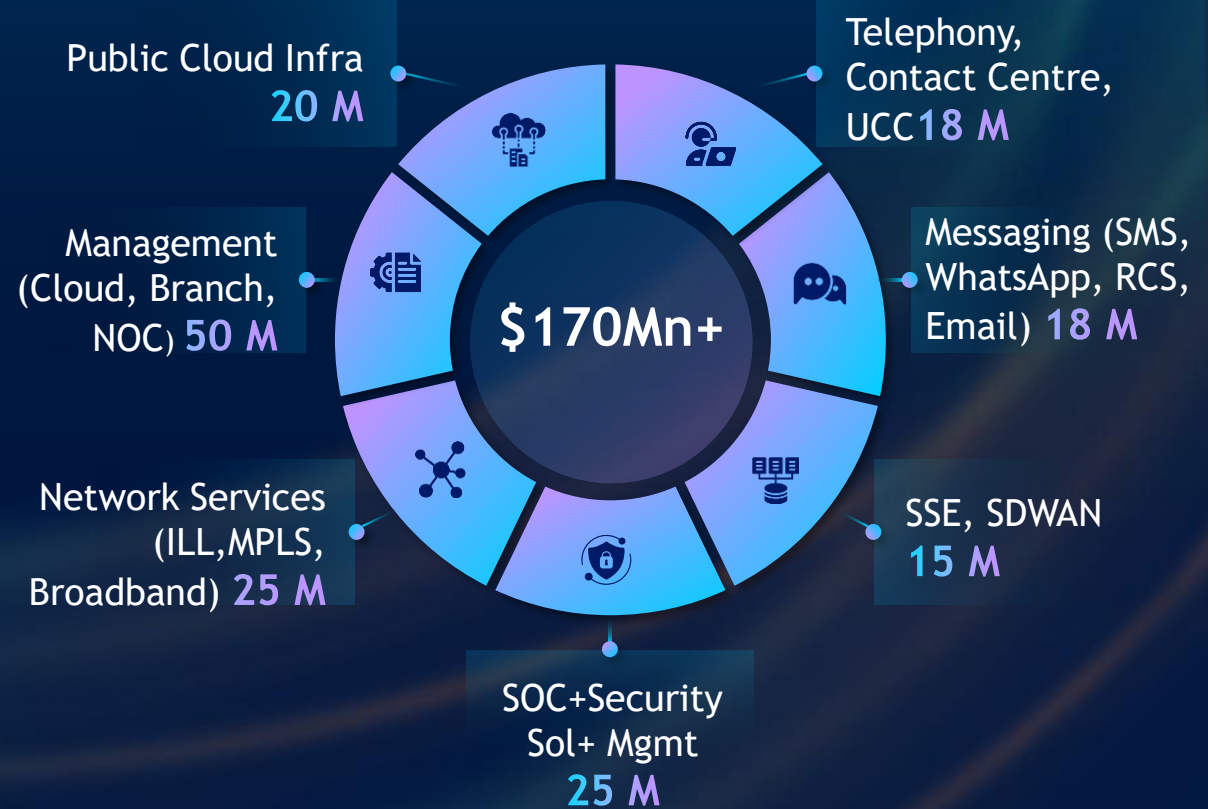 Public Cloud Infra
20 M
Telephony,
Contact Centre,
UCC18 M
Management
(Cloud, Branch,
NOC) 50 M
$170Mn+
Messaging (SMS,
WhatsApp, RCS,
Email) 18 M
Network Services
(ILL,MPLS,
Broadband) 25 M
SSE, SDWAN
15 M
SOC+Security
Sol+ Mgmt
25 M